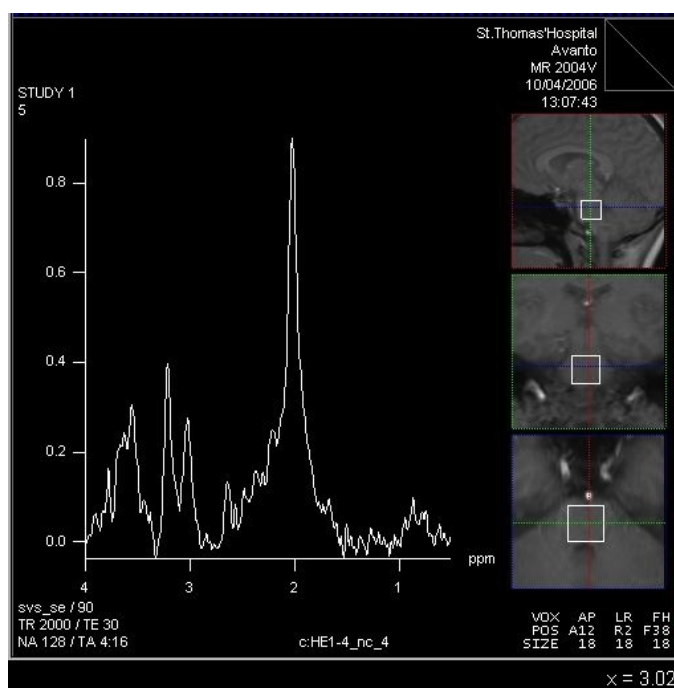 St.Thomas'Hospital
Avanto
MR 2004V
10/04/2006
13:07:43
STUDY 1
5
0.8
0.6
0.4
0.2
0.0
4 3 2 1 ppm
svs_se / 90
TR 2000 / TE 30
NA 128 / TA 4:16
c:HE1-4_nc_4
VOX AP LR FH
POS A12 R2 F38
SIZE 18 18 18
x = 3.02